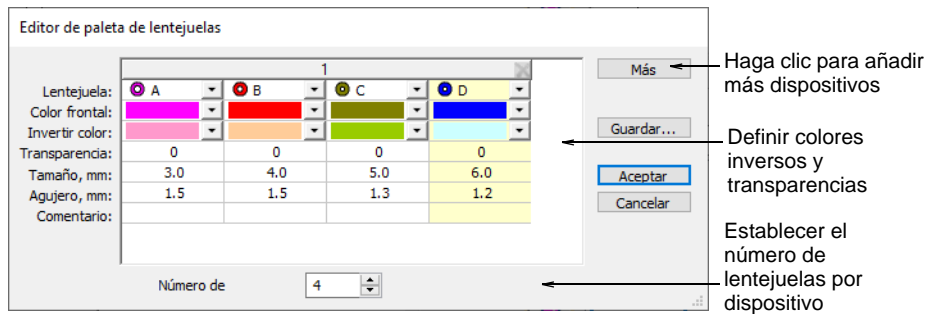 Editor de paleta de lentejuelas
1
Lentejuela: A B C D
Color frontal:
Invertir color:
Transparencia: 0 0 0 0
Tamaño, mm: 3.0 4.0 5.0 6.0
Agujero, mm: 1.5 1.5 1.3 1.2
Comentario:
Número de 4
Más
Guardar...
Aceptar
Cancelar
Haga clic para añadir
más dispositivos
Definir colores
inversos y
transparencias
Establecer el
número de
lentejuelas por
dispositivo